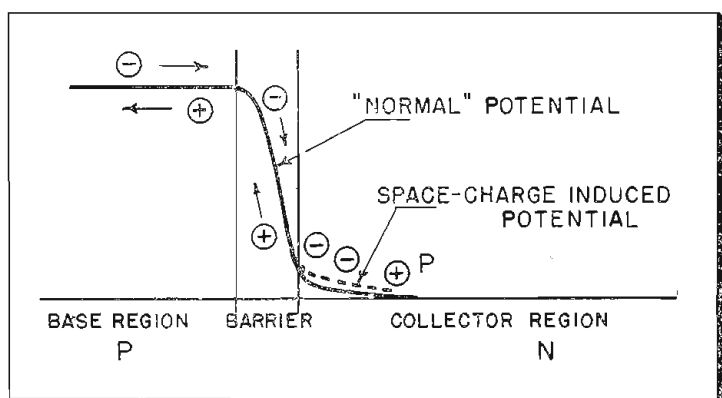 "NORMAL" POTENTIAL
SPACE-CHARGE INDUCED
POTENTIAL
− → 
← +
−
+
− − + P
BASE REGION BARRIER COLLECTOR REGION
P N